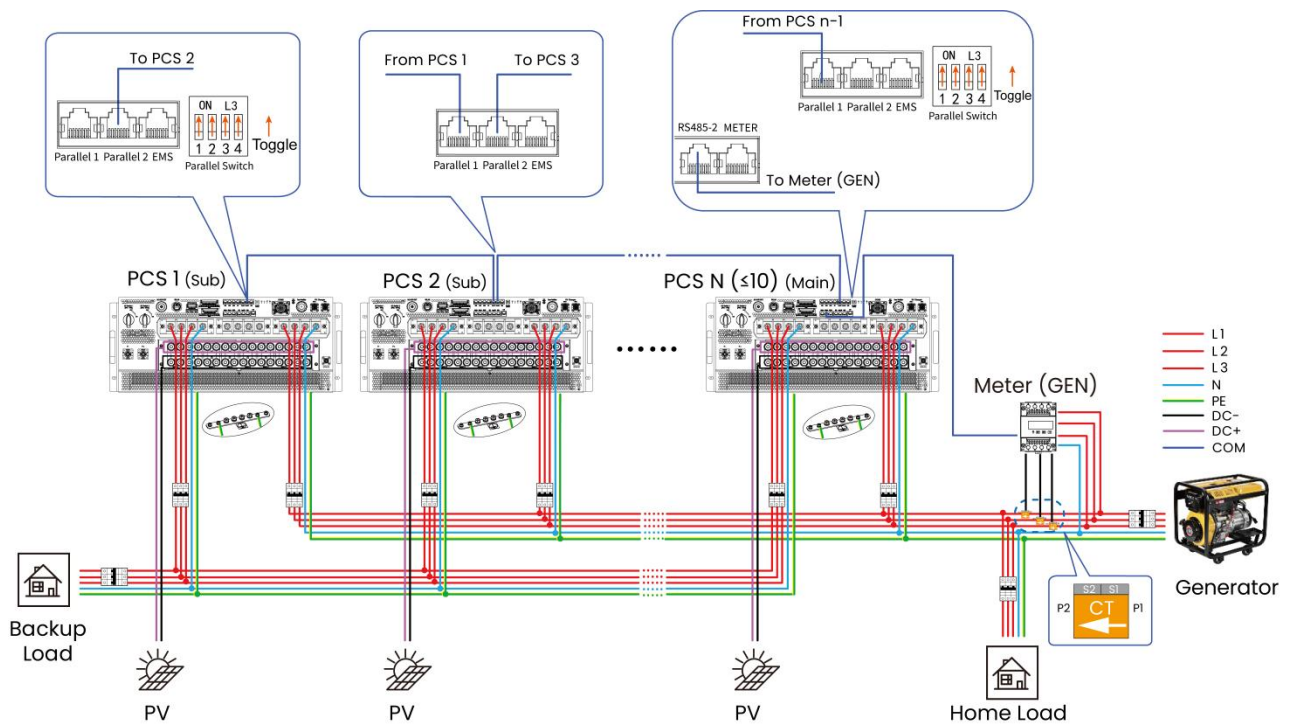 To PCS 2
ON L3
1 2 3 4
Toggle
Parallel 1 Parallel 2 EMS
Parallel Switch
From PCS 1
To PCS 3
Parallel 1 Parallel 2 EMS
From PCS n-1
ON L3
1 2 3 4
Toggle
Parallel 1 Parallel 2 EMS
Parallel Switch
RS485-2 METER
To Meter (GEN)
PCS 1 (Sub)
PCS 2 (Sub)
PCS N (≤10) (Main)
Meter (GEN)
L1
L2
L3
N
PE
DC-
DC+
COM
Generator
S2 S1
P2 CT P1
Backup
Load
PV
PV
PV
Home Load